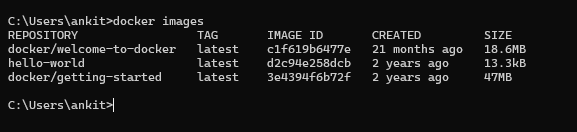 C:\Users\ankit>docker images
REPOSITORY TAG IMAGE ID CREATED SIZE
docker/welcome-to-docker latest c1f619b6477e 21 months ago 18.6MB
hello-world latest d2c94e258dcb 2 years ago 13.3kB
docker/getting-started latest 3e4394f6b72f 2 years ago 47MB
C:\Users\ankit>